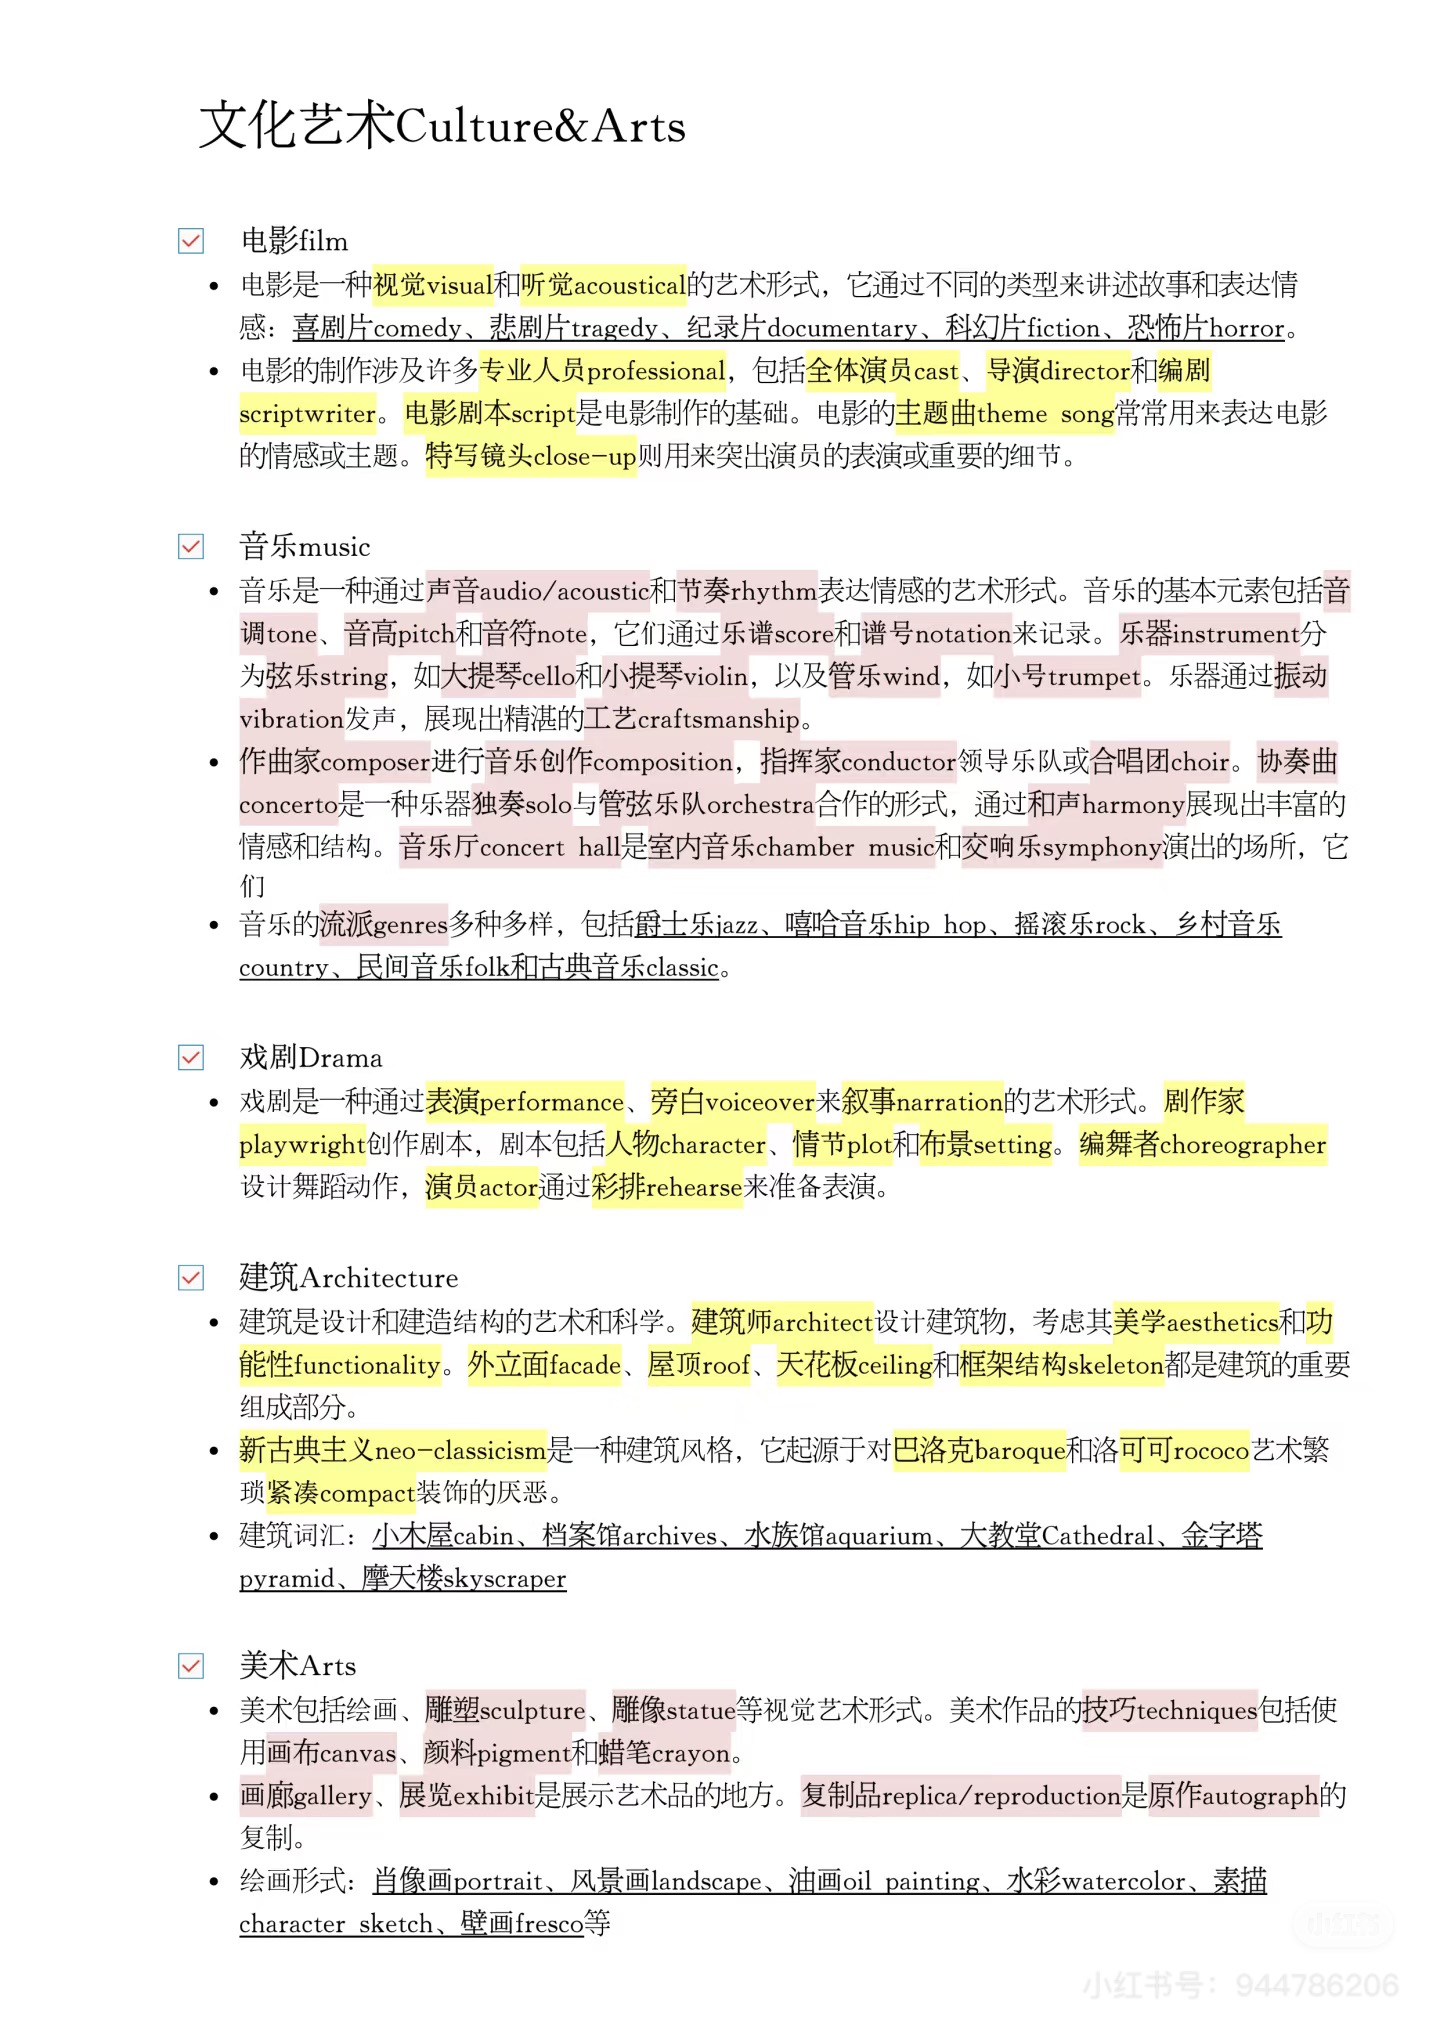 文化艺术Culture&Arts
电影film
• 电影是一种视觉visual和听觉acoustical的艺术形式，它通过不同的类型来讲述故事和表达情
感：喜剧片comedy、悲剧片tragedy、纪录片documentary、科幻片fiction、恐怖片horror。
• 电影的制作涉及许多专业人员professional，包括全体演员cast、导演director和编剧
scriptwriter。电影剧本script是电影制作的基础。电影的主题曲theme song常常用来表达电影
的情感或主题。特写镜头close-up则用来突出演员的表演或重要的细节。
音乐music
• 音乐是一种通过声音audio/acoustic和节奏rhythm表达情感的艺术形式。音乐的基本元素包括音
调tone、音高pitch和音符note，它们通过乐谱score和谱号notation来记录。乐器instrument分
为弦乐string，如大提琴cello和小提琴violin，以及管乐wind，如小号trumpet。乐器通过振动
vibration发声，展现出精湛的工艺craftsmanship。
• 作曲家composer进行音乐创作composition，指挥家conductor领导乐队或合唱团choir。协奏曲
concerto是一种乐器独奏solo与管弦乐队orchestra合作的形式，通过和声harmony展现出丰富的
情感和结构。音乐厅concert hall是室内音乐chamber music和交响乐symphony演出的场所，它
们
• 音乐的流派genres多种多样，包括爵士乐jazz、嘻哈音乐hip hop、摇滚乐rock、乡村音乐
country、民间音乐folk和古典音乐classic。
戏剧Drama
• 戏剧是一种通过表演performance、旁白voiceover来叙事narration的艺术形式。剧作家
playwright创作剧本，剧本包括人物character、情节plot和布景setting。编舞者choreographer
设计舞蹈动作，演员actor通过彩排rehearse来准备表演。
建筑Architecture
• 建筑是设计和建造结构的艺术和科学。建筑师architect设计建筑物，考虑其美学aesthetics和功
能性functionality。外立面facade、屋顶roof、天花板ceiling和框架结构skeleton都是建筑的重要
组成部分。
• 新古典主义neo-classicism是一种建筑风格，它起源于对巴洛克baroque和洛可可rococo艺术繁
琐紧凑compact装饰的厌恶。
• 建筑词汇：小木屋cabin、档案馆archives、水族馆aquarium、大教堂Cathedral、金字塔
pyramid、摩天楼skyscraper
美术Arts
• 美术包括绘画、雕塑sculpture、雕像statue等视觉艺术形式。美术作品的技巧techniques包括使
用画布canvas、颜料pigment和蜡笔crayon。
• 画廊gallery、展览exhibit是展示艺术品的地方。复制品replica/reproduction是原作autograph的
复制。
• 绘画形式：肖像画portrait、风景画landscape、油画oil painting、水彩watercolor、素描
character sketch、壁画fresco等
小红书
小红书号：944786206